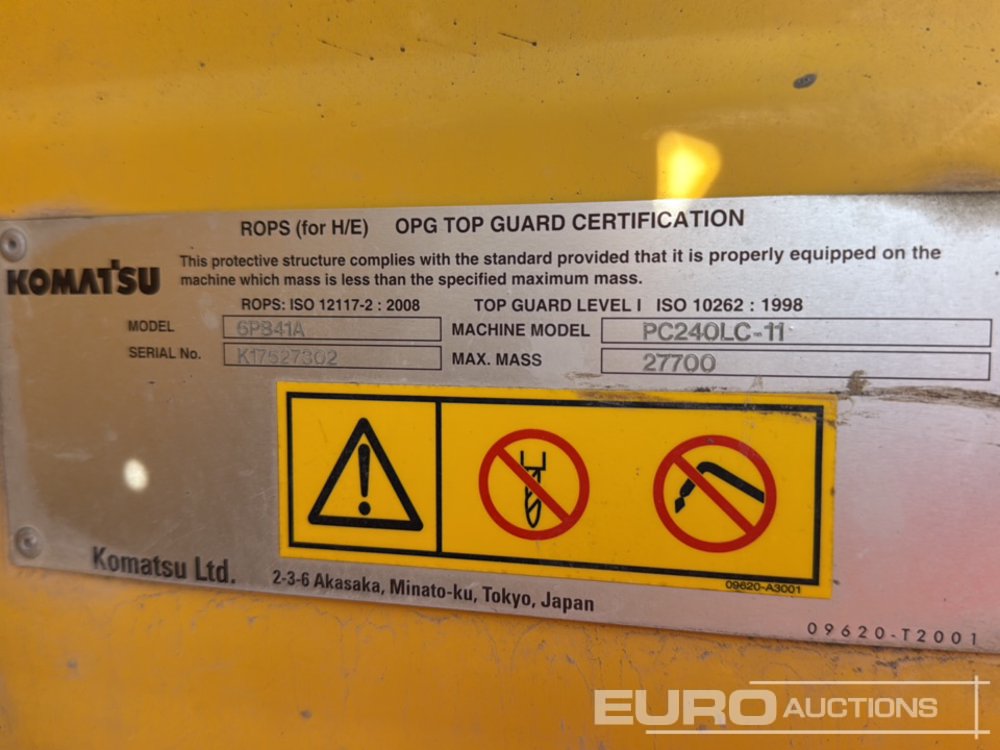 ROPS (for H/E) OPG TOP GUARD CERTIFICATION
KOMATSU
This protective structure complies with the standard provided that it is properly equipped on the
machine which mass is less than the specified maximum mass.
ROPS: ISO 12117-2 : 2008 TOP GUARD LEVEL I ISO 10262 : 1998
MODEL 6PB41A MACHINE MODEL PC240LC-11
SERIAL No. K17527302 MAX. MASS 27700
09620-A3001
Komatsu Ltd. 2-3-6 Akasaka, Minato-ku, Tokyo, Japan
09620-T2001
EURO AUCTIONS